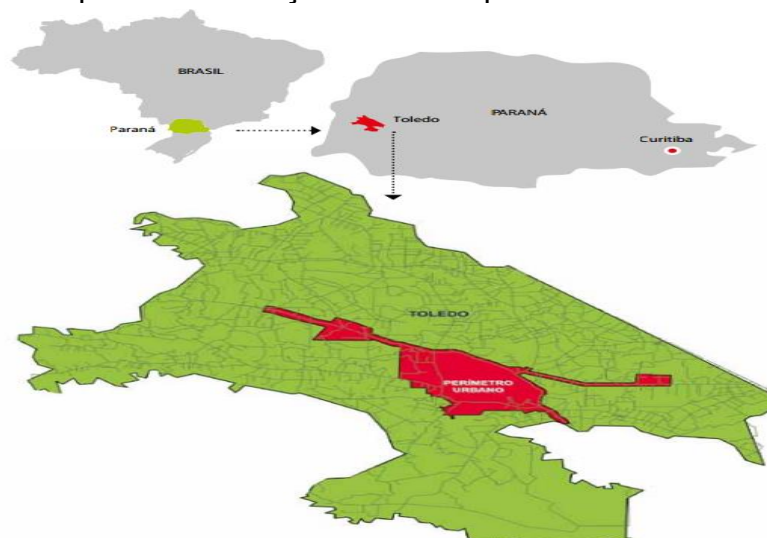 BRASIL
Paraná
Toledo
PARANÁ
Curitiba
TOLEDO
PERÍMETRO
URBANO